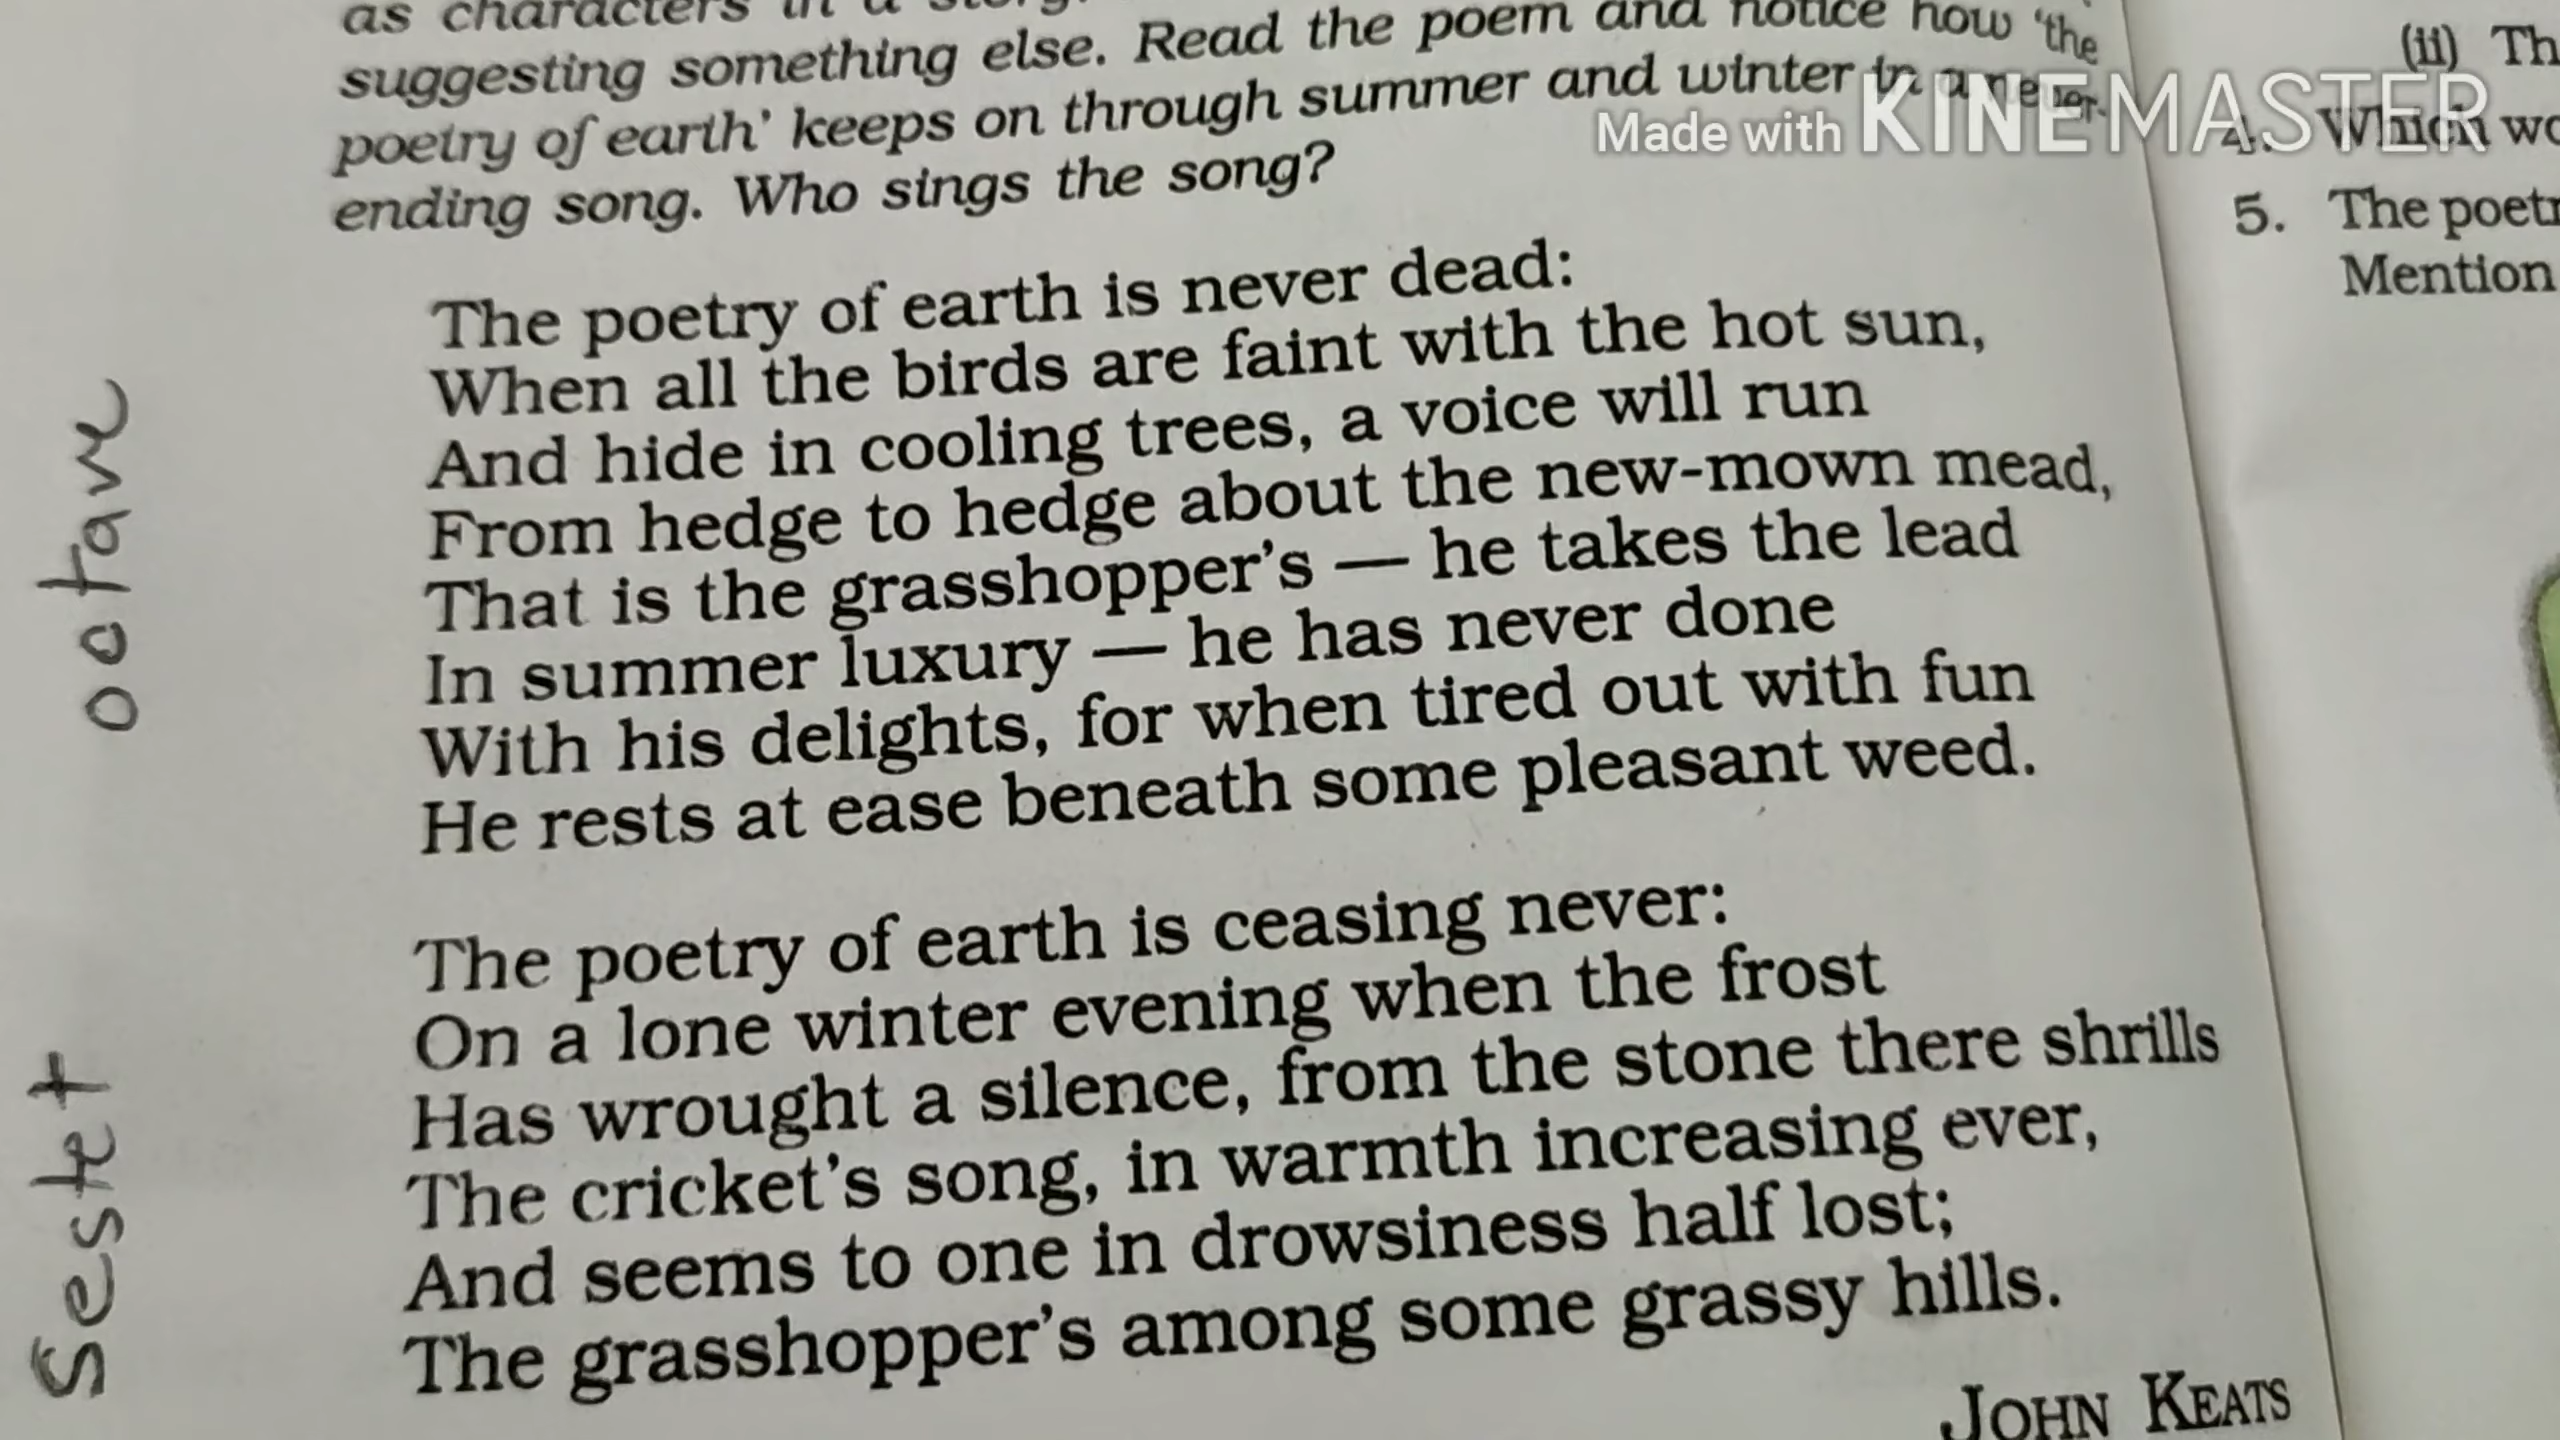 as characters in a
suggesting something else. Read the poem and notice how 'the
poetry of earth' keeps on through summer and winter in a never-
ending song. Who sings the song?
Made with KINEMASTER
The poetry of earth is never dead:
When all the birds are faint with the hot sun,
And hide in cooling trees, a voice will run
From hedge to hedge about the new-mown mead,
That is the grasshopper's — he takes the lead
In summer luxury — he has never done
With his delights, for when tired out with fun
He rests at ease beneath some pleasant weed.
The poetry of earth is ceasing never:
On a lone winter evening when the frost
Has wrought a silence, from the stone there shrills
The cricket's song, in warmth increasing ever,
And seems to one in drowsiness half lost;
The grasshopper's among some grassy hills.
JOHN KEATS
ootave
Sestet
(ii) Th
4. Which wo
5. The poetr
Mention